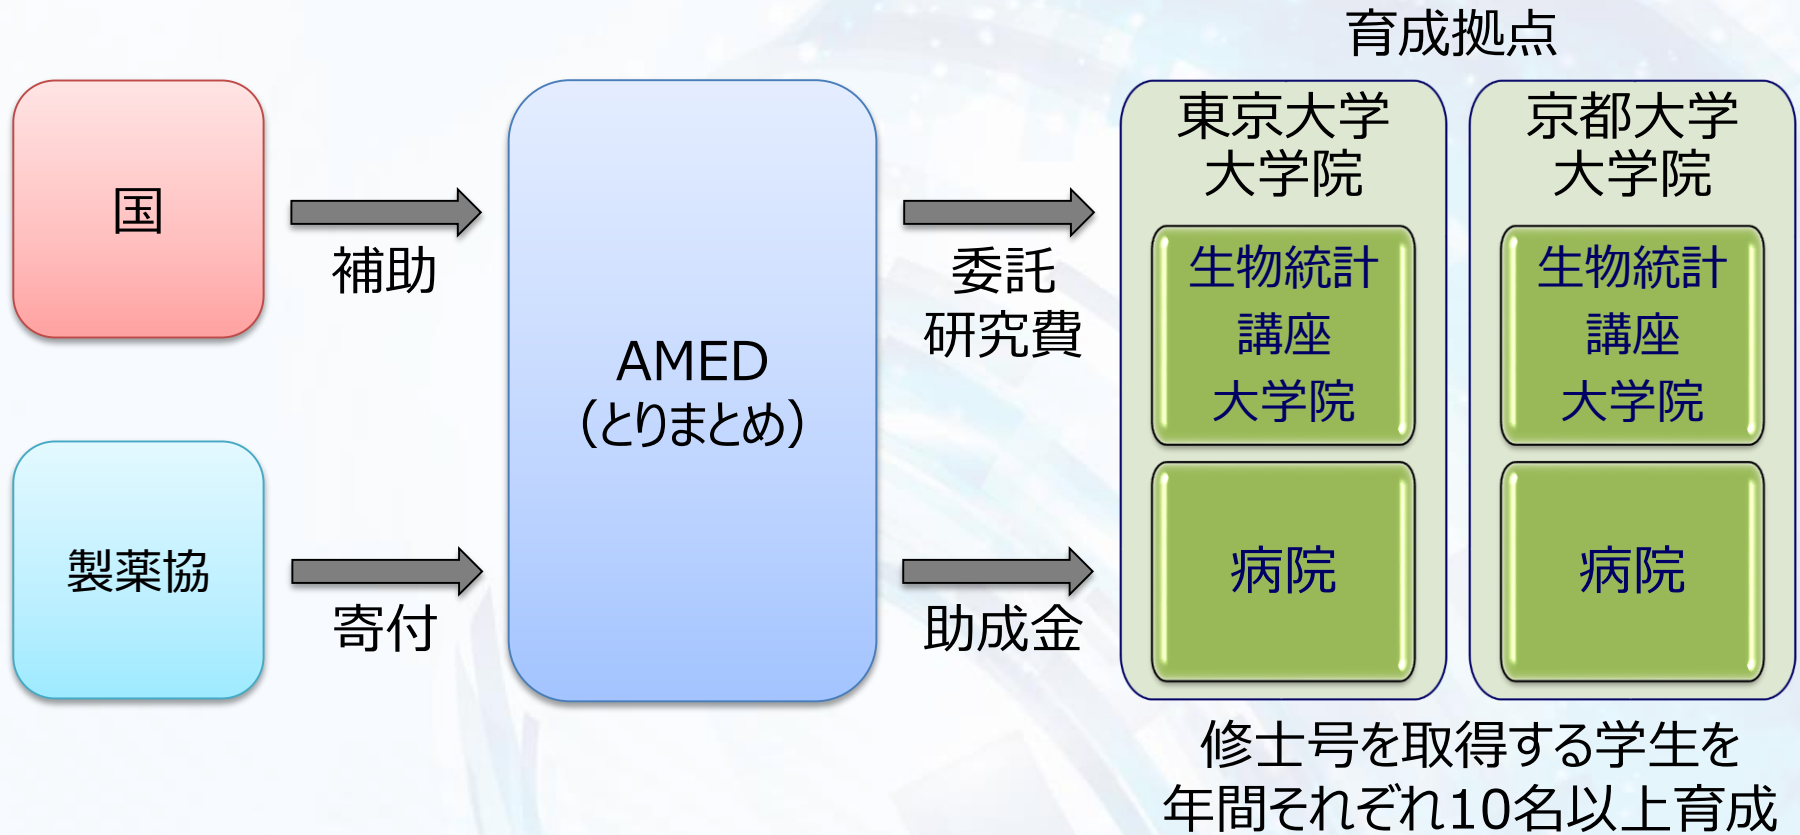 育成拠点
国
補助
製薬協
寄付
AMED
(とりまとめ)
委託
研究費
助成金
東京大学
大学院
生物統計
講座
大学院
病院
京都大学
大学院
生物統計
講座
大学院
病院
修士号を取得する学生を
年間それぞれ10名以上育成